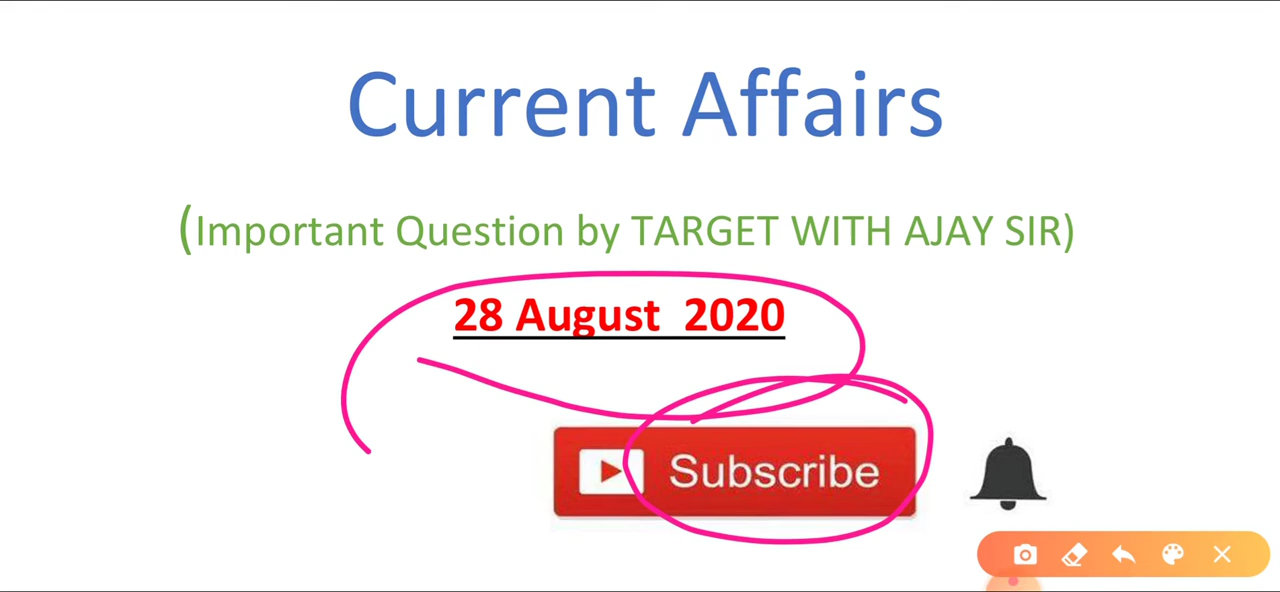 Current Affairs
(Important Question by TARGET WITH AJAY SIR)
28 August 2020
Subscribe